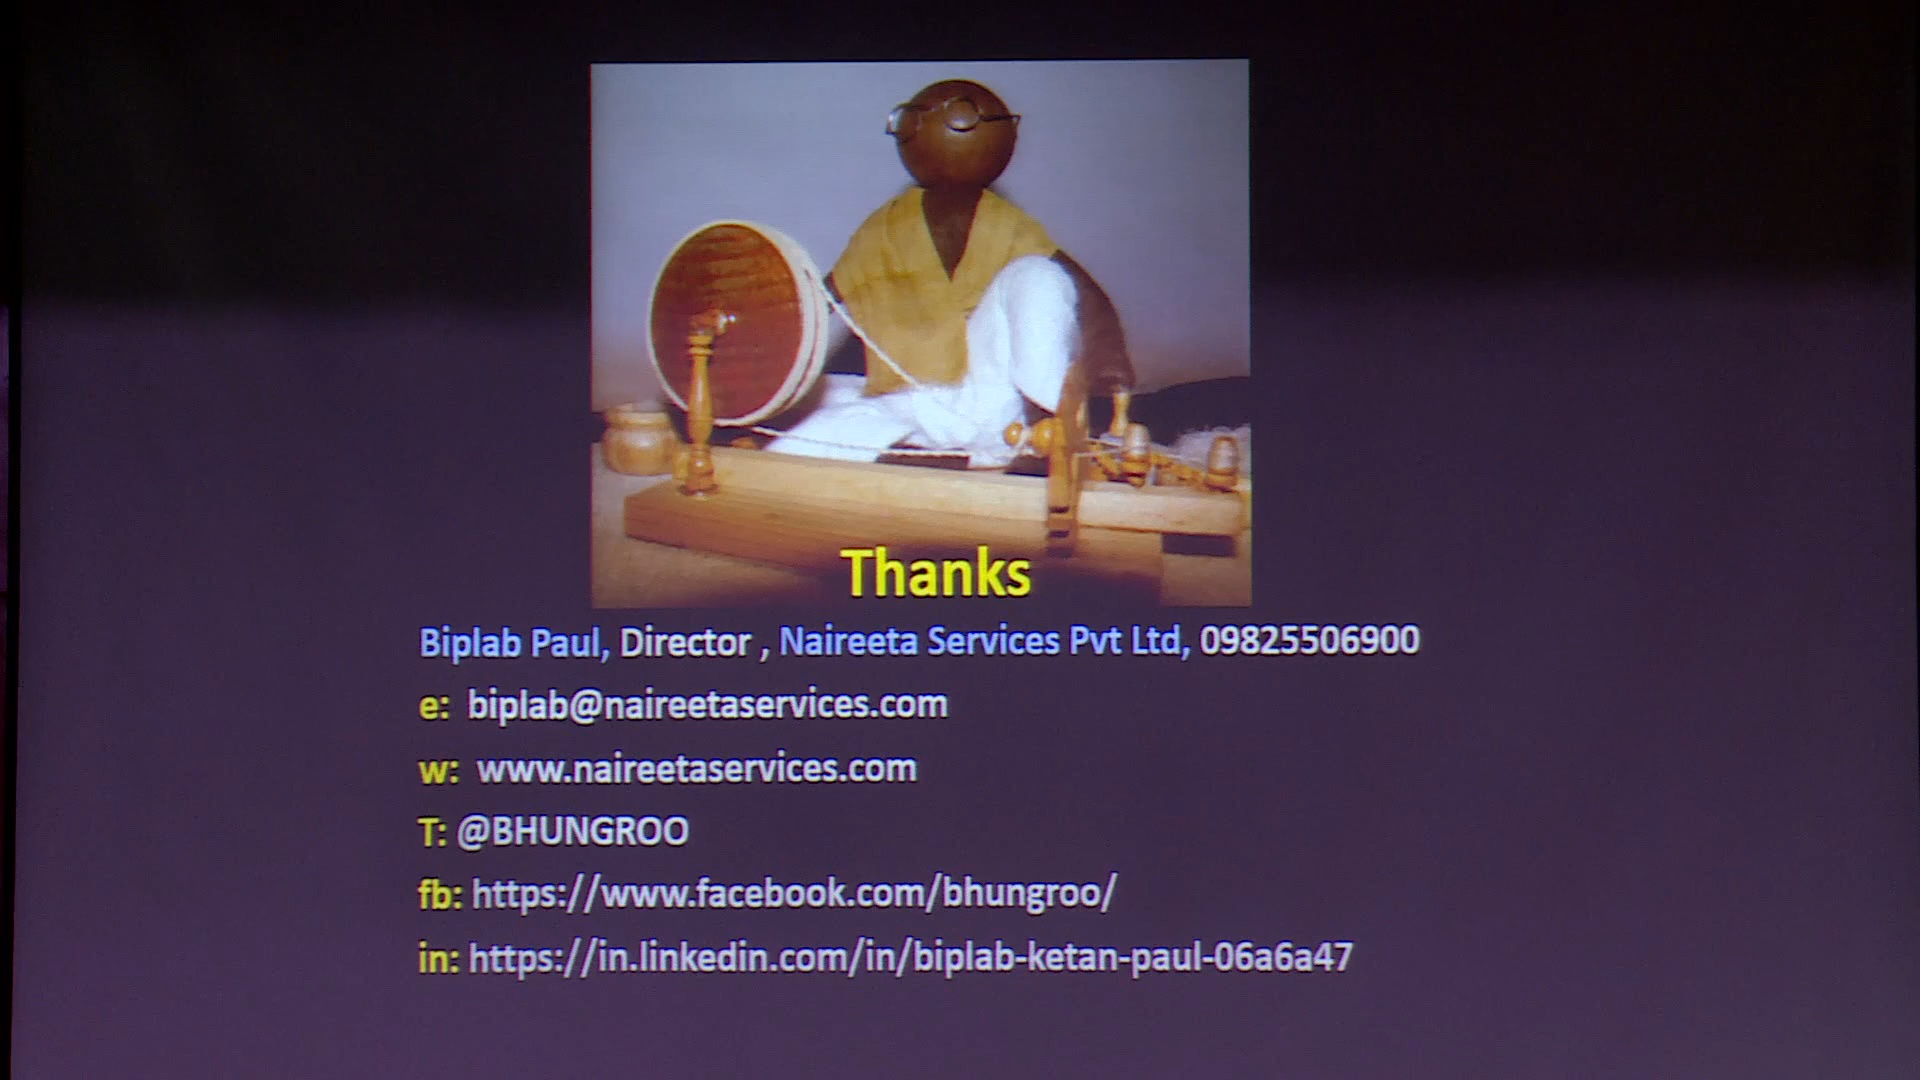 Thanks
Biplab Paul, Director , Naireeta Services Pvt Ltd, 09825506900
e: biplab@naireetaservices.com
w: www.naireetaservices.com
T: @BHUNGROO
fb: https://www.facebook.com/bhungroo/
in: https://in.linkedin.com/in/biplab-ketan-paul-06a6a47